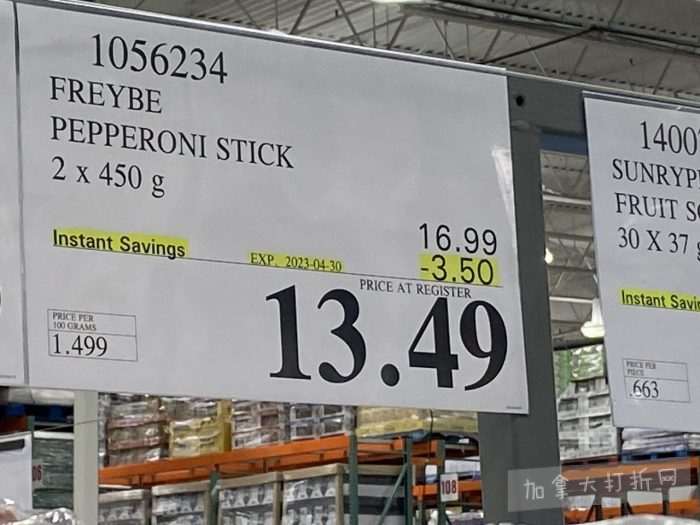 1056234
FREYBE
PEPPERONI STICK
2 x 450 g
16.99
Instant Savings EXP. 2023-04-30 -3.50
PRICE AT REGISTER
13.49
PRICE PER
100 GRAMS
1.499
1400
FRUIT
30 X 37
Instant
PRICE PER
PIECE
.663
108
加拿大打折网